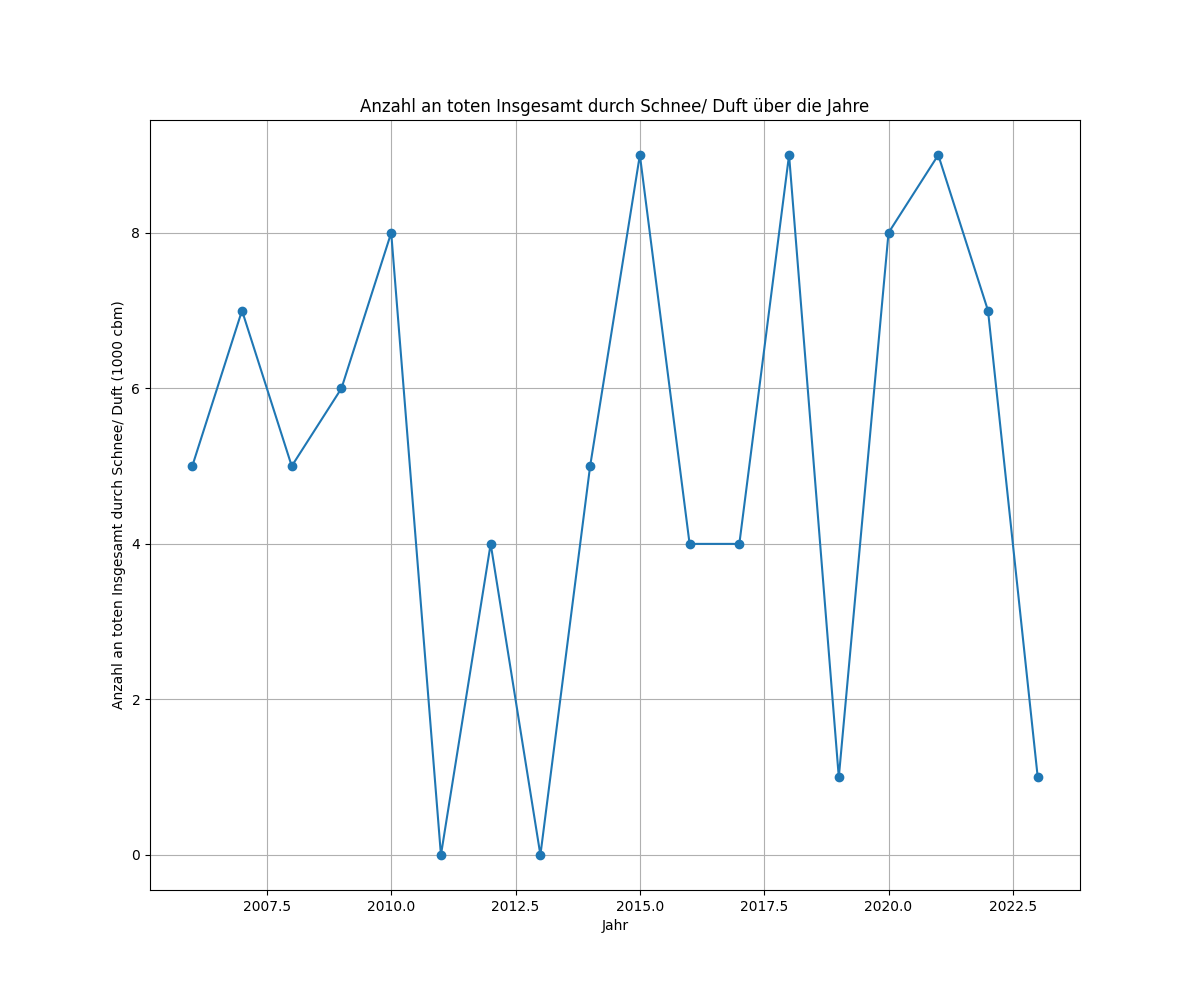 Anzahl an toten Insgesamt durch Schnee/ Duft über die Jahre
Anzahl an toten Insgesamt durch Schnee/ Duft (1000 cbm)
8
6
4
2
0
2007.5 2010.0 2012.5 2015.0 2017.5 2020.0 2022.5
Jahr